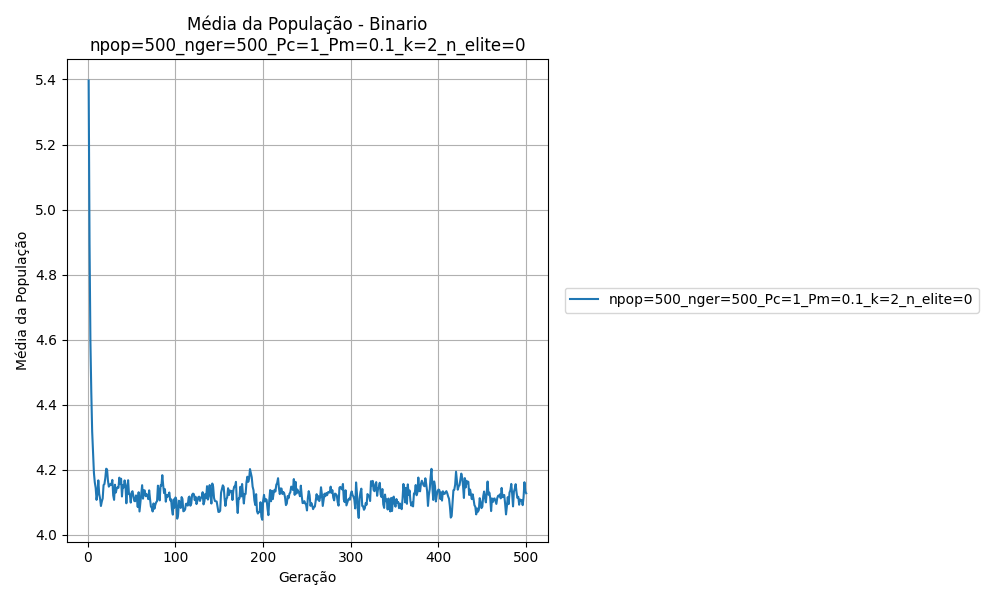 Média da População - Binario
npop=500_nger=500_Pc=1_Pm=0.1_k=2_n_elite=0
Média da População
5.4
5.2
5.0
4.8
4.6
4.4
4.2
4.0
0
100
200
300
400
500
Geração
npop=500_nger=500_Pc=1_Pm=0.1_k=2_n_elite=0